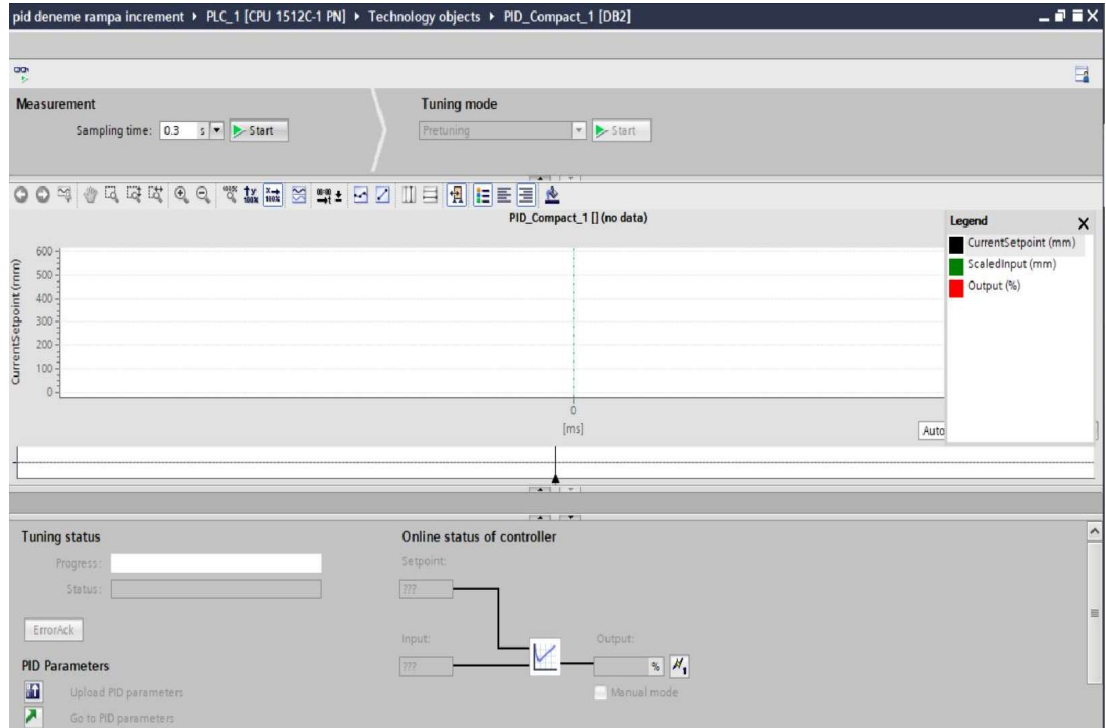 pid deneme rampa increment ▸ PLC_1 [CPU 1512C-1 PN] ▸ Technology objects ▸ PID_Compact_1 [DB2]
Measurement
Tuning mode
Sampling time: 0.3 s Start
Pretuning Start
PID_Compact_1 [] (no data)
Legend
CurrentSetpoint (mm)
ScaledInput (mm)
Output (%)
CurrentSetpoint (mm)
600
500
400
300
200
100
0
0
[ms]
Auto
Tuning status
Progress:
Status:
ErrorAck
Online status of controller
Setpoint:
???
Input:
???
Output:
%
Manual mode
PID Parameters
Upload PID parameters
Go to PID parameters